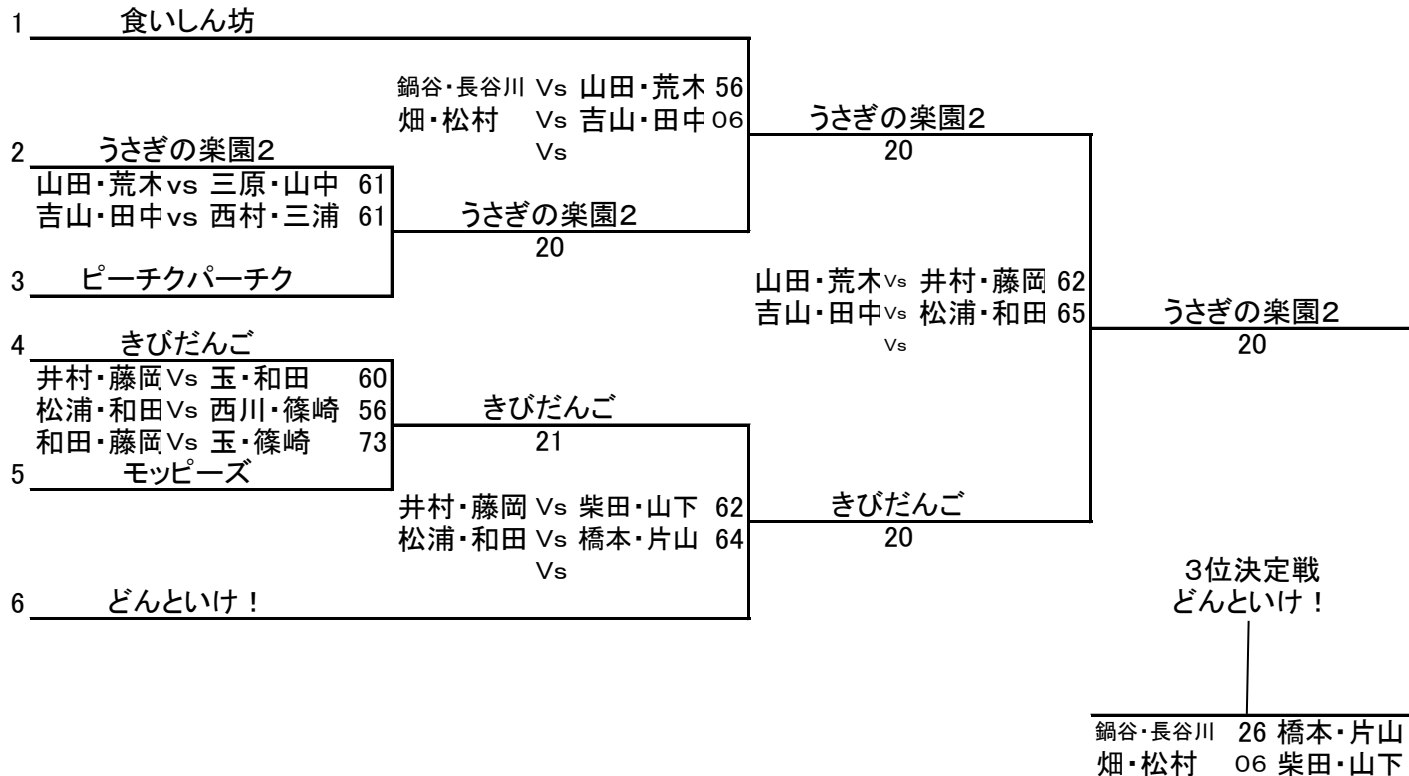 1 食いしん坊
鍋谷・長谷川 Vs 山田・荒木 56
畑・松村 Vs 吉山・田中 06
Vs
うさぎの楽園2
20
2 うさぎの楽園2
山田・荒木 vs 三原・山中 61
吉山・田中 vs 西村・三浦 61
うさぎの楽園2
20
3 ピーチクパーチク
山田・荒木 Vs 井村・藤岡 62
吉山・田中 Vs 松浦・和田 65
Vs
うさぎの楽園2
20
4 きびだんご
井村・藤岡 Vs 玉・和田 60
松浦・和田 Vs 西川・篠崎 56
和田・藤岡 Vs 玉・篠崎 73
きびだんご
21
5 モッピーズ
井村・藤岡 Vs 柴田・山下 62
松浦・和田 Vs 橋本・片山 64
Vs
きびだんご
20
6 どんといけ！
3位決定戦
どんといけ！
鍋谷・長谷川 26 橋本・片山
畑・松村 06 柴田・山下